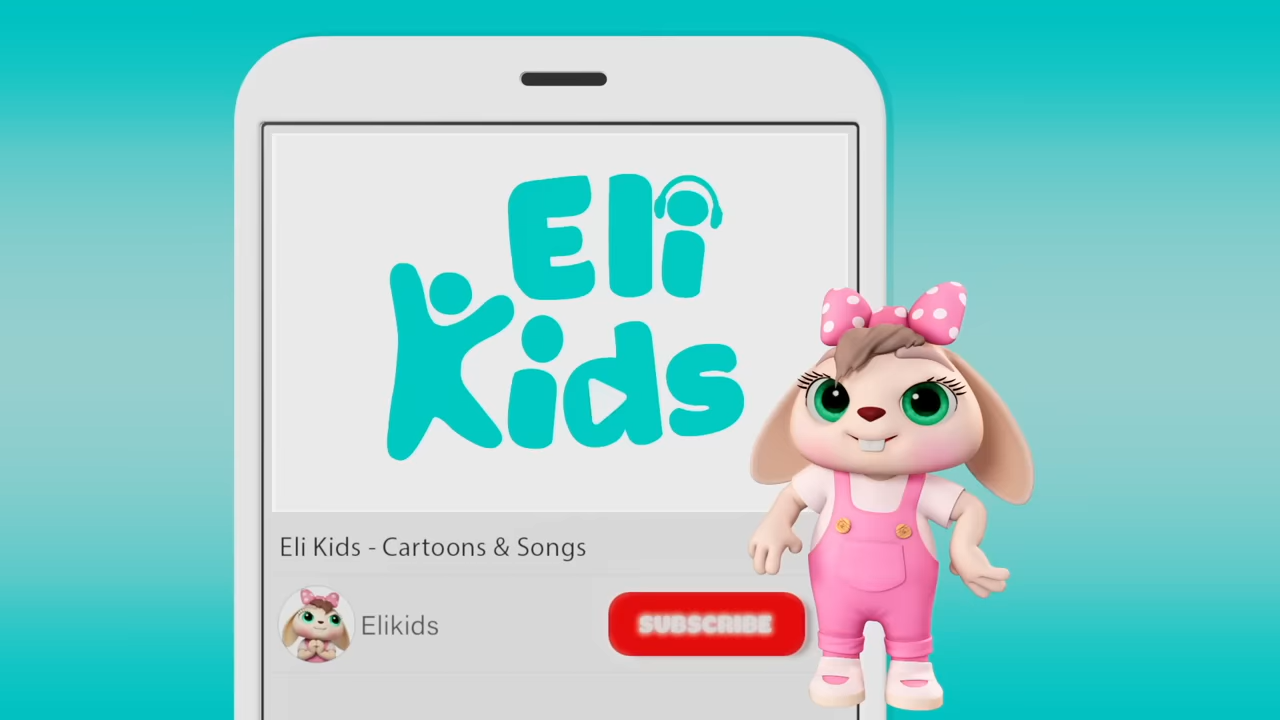 Eli
Kids
Eli Kids - Cartoons & Songs
Elikids
SUBSCRIBE